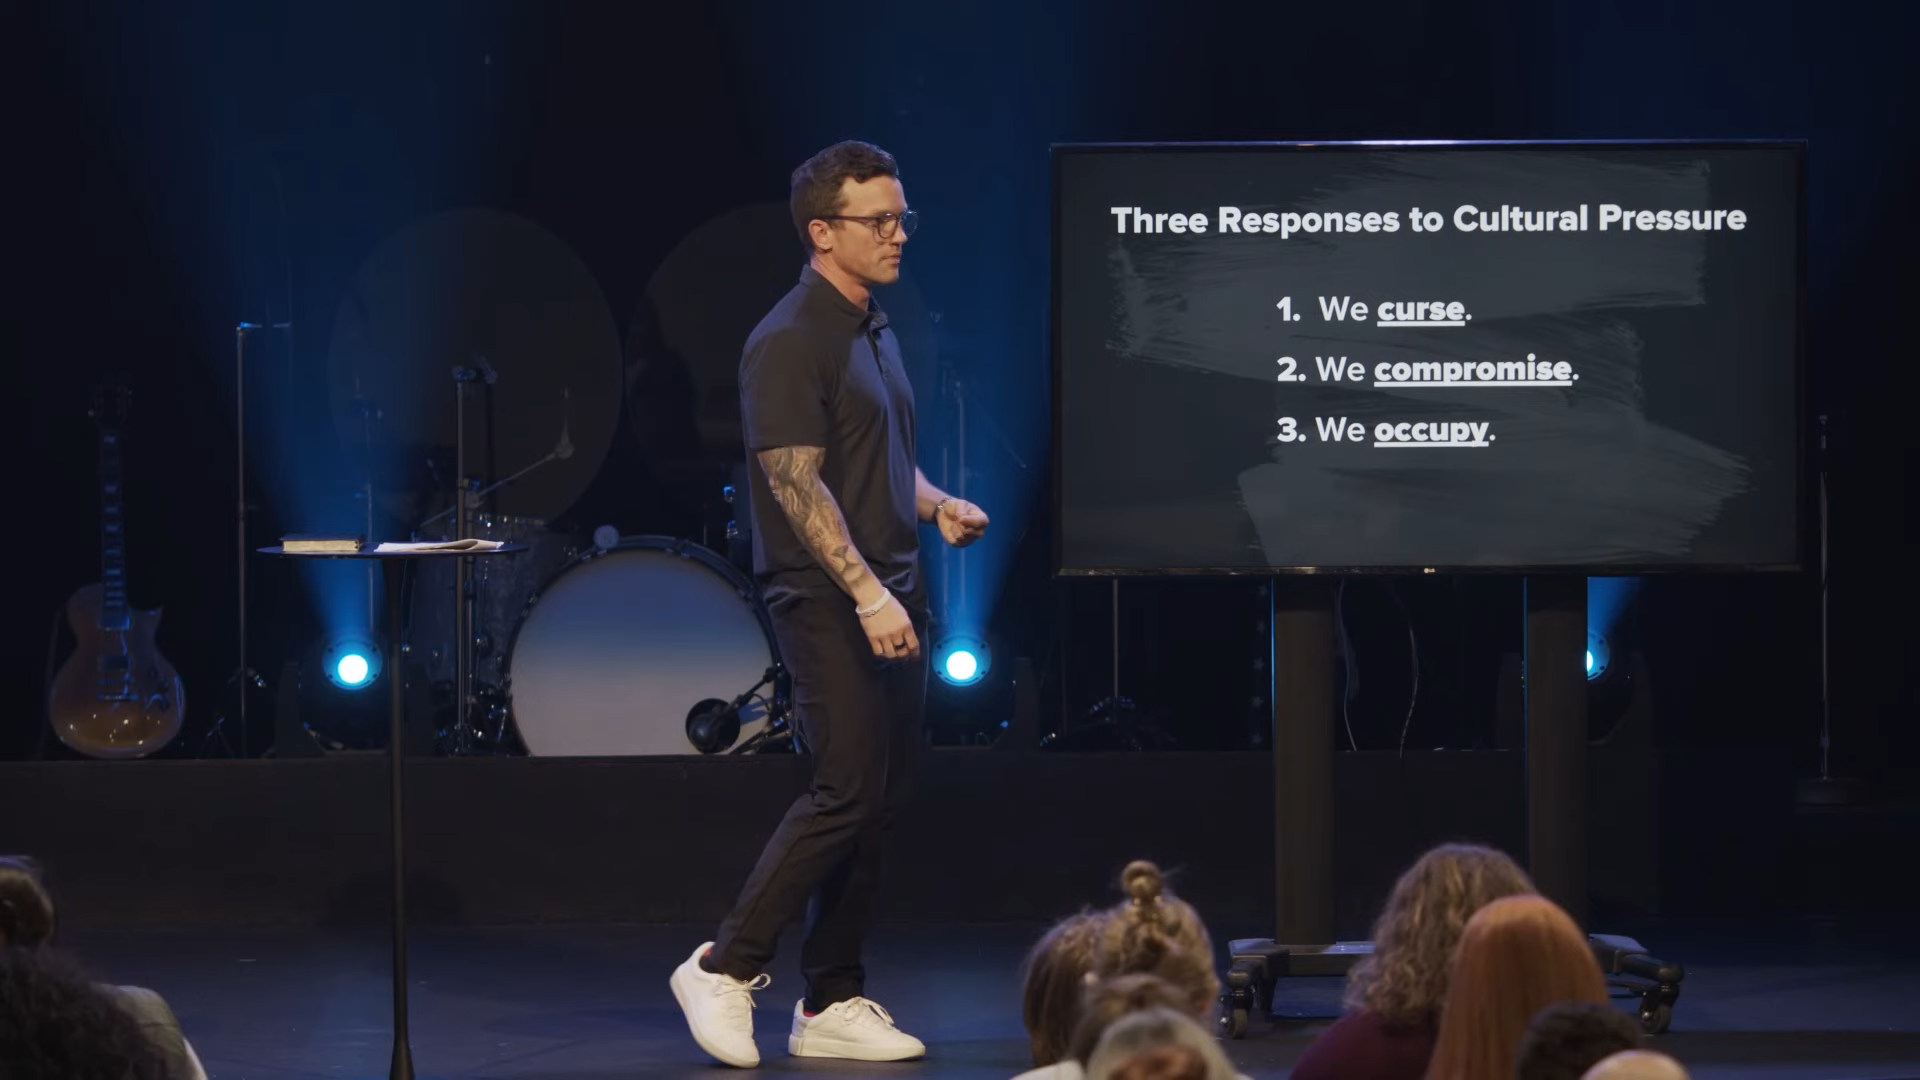 Three Responses to Cultural Pressure
1. We curse.
2. We compromise.
3. We occupy.